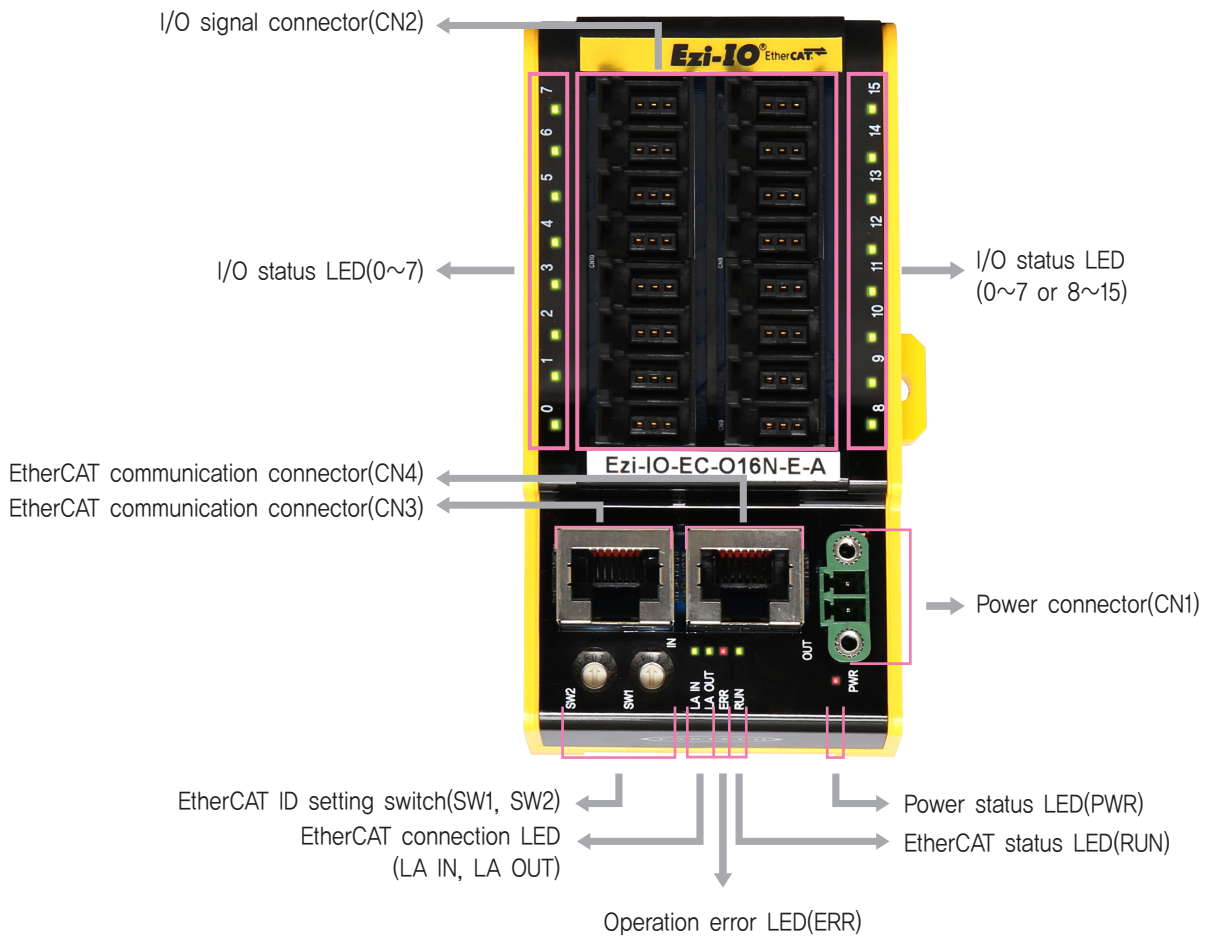 I/O signal connector(CN2)
Ezi-IO® EtherCAT
7
6
5
4
3
2
1
0
15
14
13
12
11
10
9
8
CN10
CN8
CN9
I/O status LED(0~7)
I/O status LED
(0~7 or 8~15)
Ezi-IO-EC-O16N-E-A
EtherCAT communication connector(CN4)
EtherCAT communication connector(CN3)
Power connector(CN1)
IN
OUT
SW2
SW1
LA IN
LA OUT
ERR
RUN
PWR
EtherCAT ID setting switch(SW1, SW2)
EtherCAT connection LED
(LA IN, LA OUT)
Power status LED(PWR)
EtherCAT status LED(RUN)
Operation error LED(ERR)